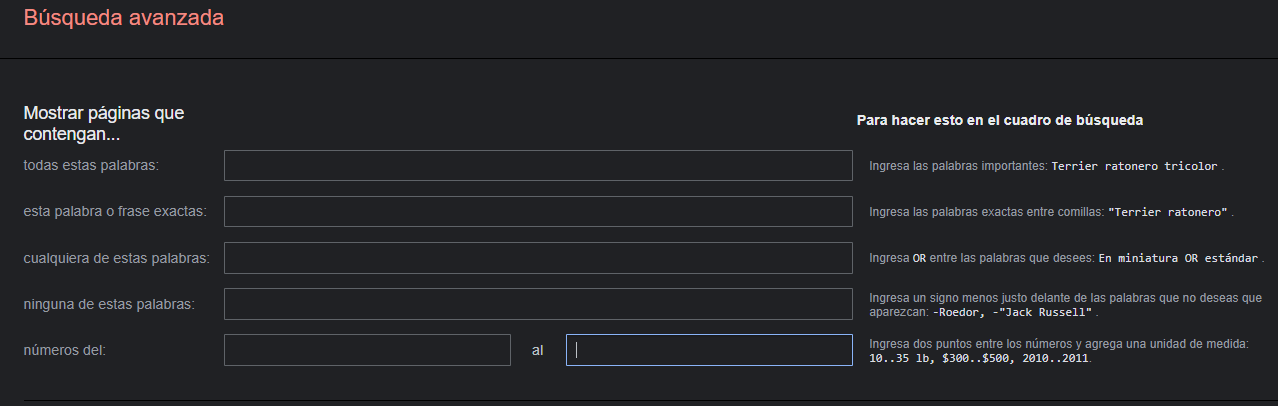 Búsqueda avanzada
Mostrar páginas que
contengan...
Para hacer esto en el cuadro de búsqueda
todas estas palabras:
Ingresa las palabras importantes: Terrier ratonero tricolor .
esta palabra o frase exactas:
Ingresa las palabras exactas entre comillas: "Terrier ratonero" .
cualquiera de estas palabras:
Ingresa OR entre las palabras que desees: En miniatura OR estándar .
ninguna de estas palabras:
Ingresa un signo menos justo delante de las palabras que no deseas que
aparezcan: -Roedor, -"Jack Russell" .
números del:
al
Ingresa dos puntos entre los números y agrega una unidad de medida:
10..35 lb, $300..$500, 2010..2011.